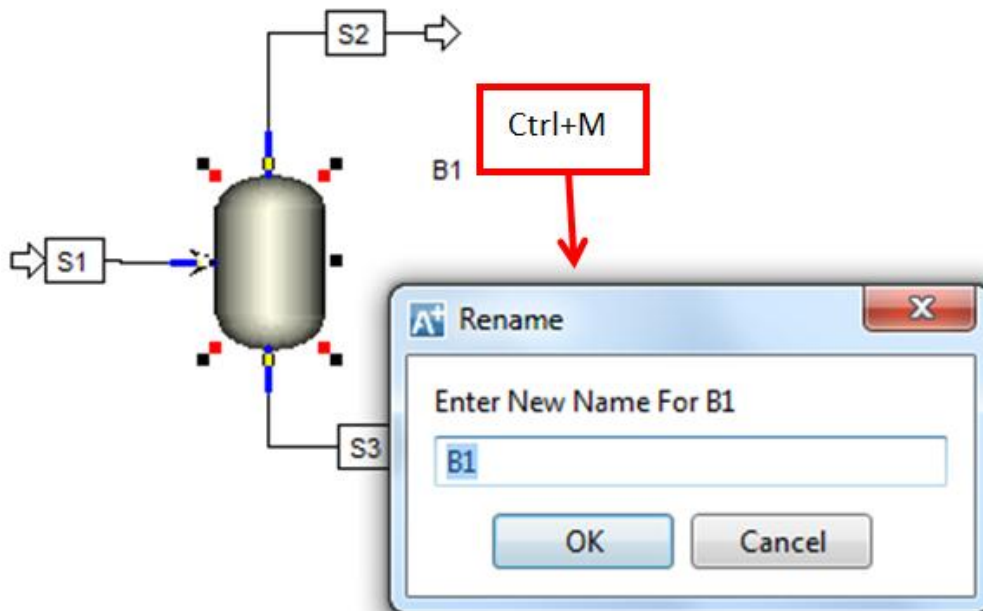 S2
Ctrl+M
B1
S1
A+ Rename
Enter New Name For B1
S3
B1
OK
Cancel